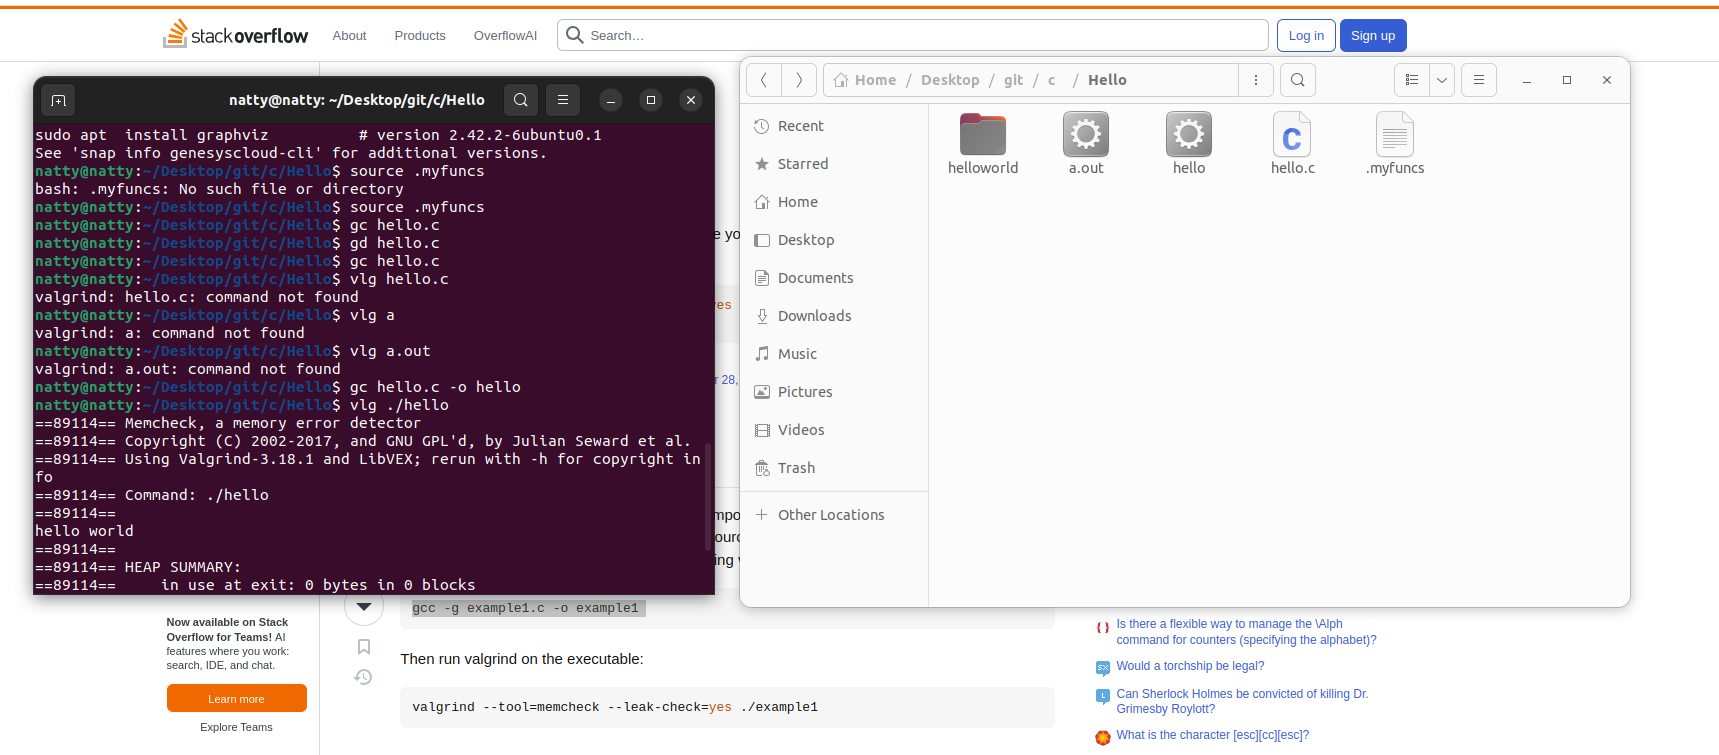 stackoverflow
About
Products
OverflowAI
Search…
Log in
Sign up
natty@natty: ~/Desktop/git/c/Hello
sudo apt  install graphviz          # version 2.42.2-6ubuntu0.1
See 'snap info genesyscloud-cli' for additional versions.
natty@natty:~/Desktop/git/c/Hello$ source .myfuncs
bash: .myfuncs: No such file or directory
natty@natty:~/Desktop/git/c/Hello$ source .myfuncs
natty@natty:~/Desktop/git/c/Hello$ gc hello.c
natty@natty:~/Desktop/git/c/Hello$ gd hello.c
natty@natty:~/Desktop/git/c/Hello$ gc hello.c
natty@natty:~/Desktop/git/c/Hello$ vlg hello.c
valgrind: hello.c: command not found
natty@natty:~/Desktop/git/c/Hello$ vlg a
valgrind: a: command not found
natty@natty:~/Desktop/git/c/Hello$ vlg a.out
valgrind: a.out: command not found
natty@natty:~/Desktop/git/c/Hello$ gc hello.c -o hello
natty@natty:~/Desktop/git/c/Hello$ vlg ./hello
==89114== Memcheck, a memory error detector
==89114== Copyright (C) 2002-2017, and GNU GPL'd, by Julian Seward et al.
==89114== Using Valgrind-3.18.1 and LibVEX; rerun with -h for copyright in
fo
==89114== Command: ./hello
==89114==
hello world
==89114==
==89114== HEAP SUMMARY:
==89114==     in use at exit: 0 bytes in 0 blocks
Home / Desktop / git / c / Hello
Recent
Starred
Home
Desktop
Documents
Downloads
Music
Pictures
Videos
Trash
Other Locations
helloworld
a.out
hello
hello.c
.myfuncs
28,
gcc -g example1.c -o example1
Then run valgrind on the executable:
valgrind --tool=memcheck --leak-check=yes ./example1
Now available on Stack
Overflow for Teams! AI
features where you work:
search, IDE, and chat.
Learn more
Explore Teams
Is there a flexible way to manage the \Alph
command for counters (specifying the alphabet)?
Would a torchship be legal?
Can Sherlock Holmes be convicted of killing Dr.
Grimesby Roylott?
What is the character [esc][cc][esc]?